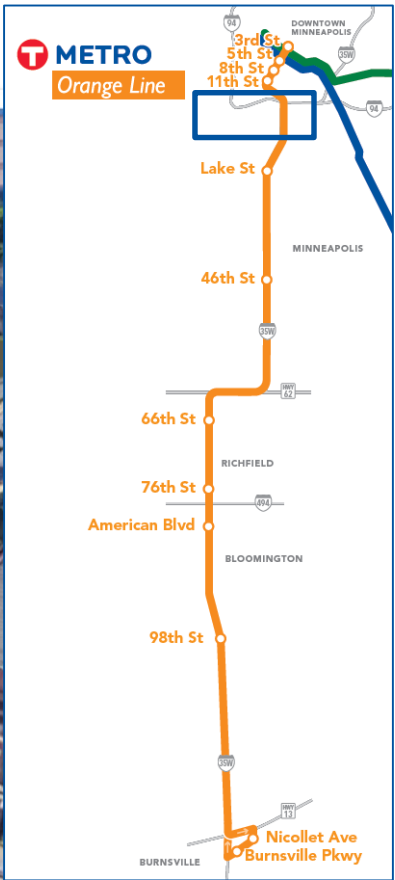 T METRO
Orange Line
94
DOWNTOWN
MINNEAPOLIS
3rd St
5th St
8th St
11th St
35W
94
Lake St
MINNEAPOLIS
46th St
35W
HWY
62
66th St
RICHFIELD
76th St
494
American Blvd
BLOOMINGTON
98th St
35W
HWY
13
Nicollet Ave
Burnsville Pkwy
BURNSVILLE